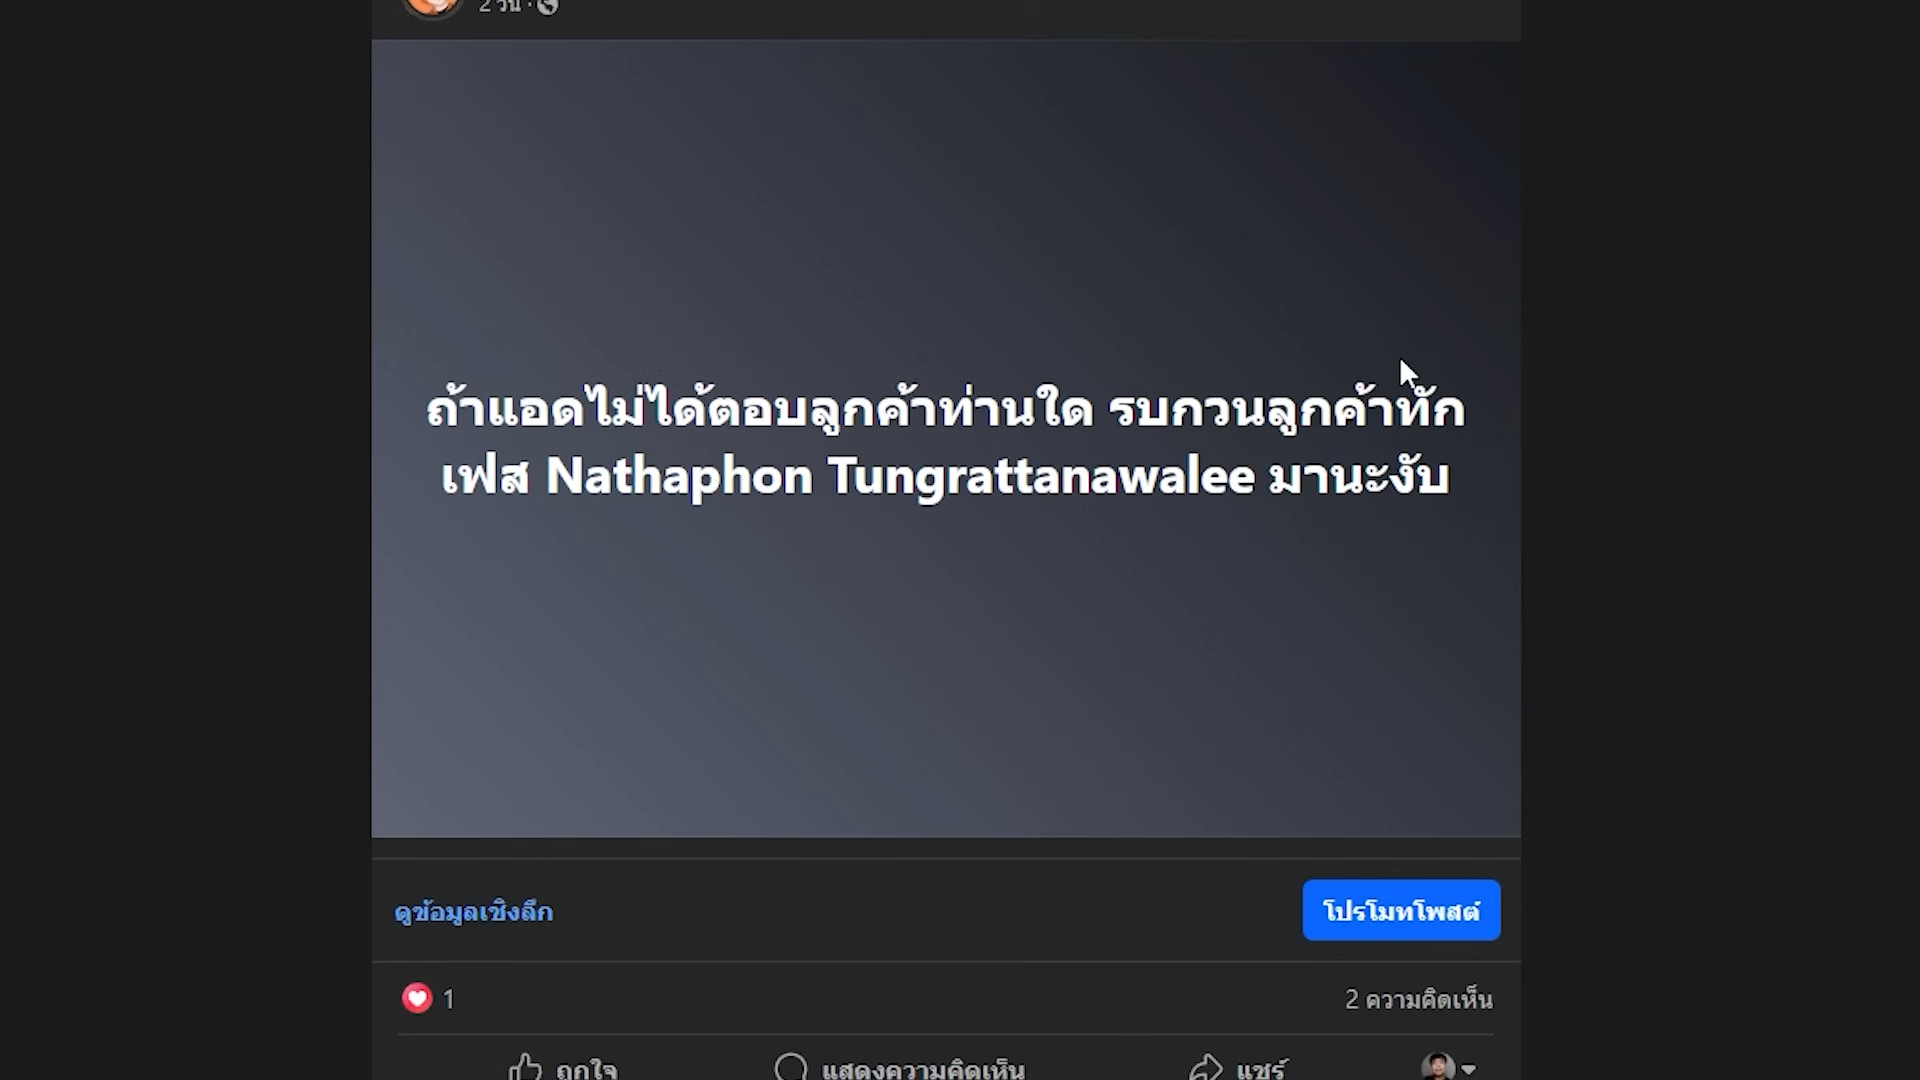 2 วัน ·
ถ้าแอดไม่ได้ตอบลูกค้าท่านใด รบกวนลูกค้าทัก
เฟส Nathaphon Tungrattanawalee มานะงับ
ดูข้อมูลเชิงลึก
โปรโมทโพสต์
1
2 ความคิดเห็น
ถูกใจ
แสดงความคิดเห็น
แชร์